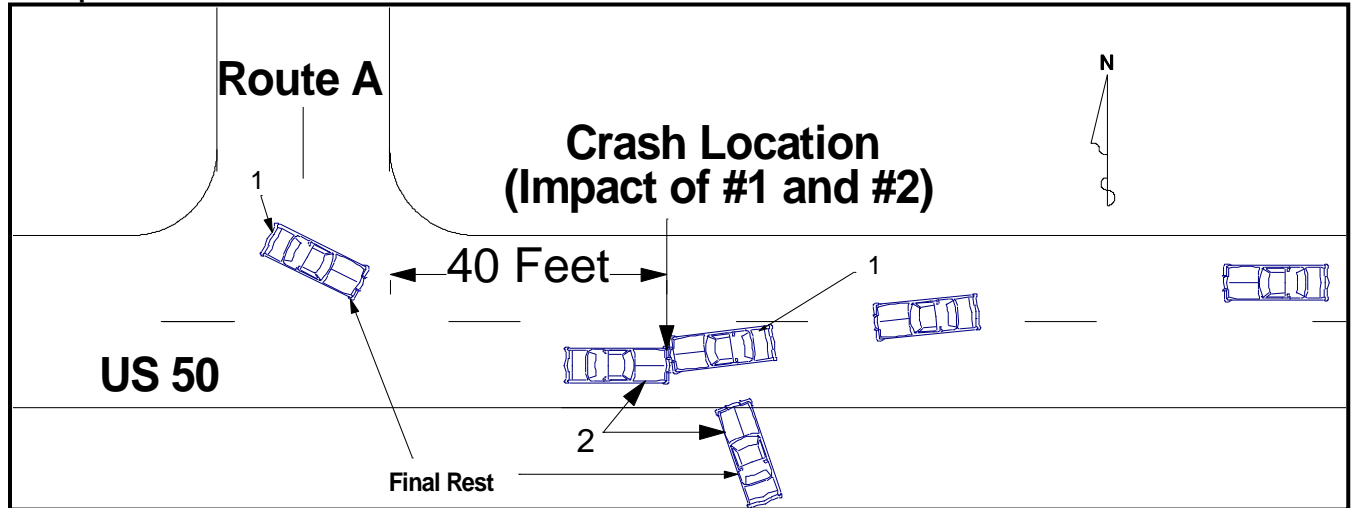 Route A
N
Crash Location
(Impact of #1 and #2)
1
40 Feet
1
US 50
2
Final Rest